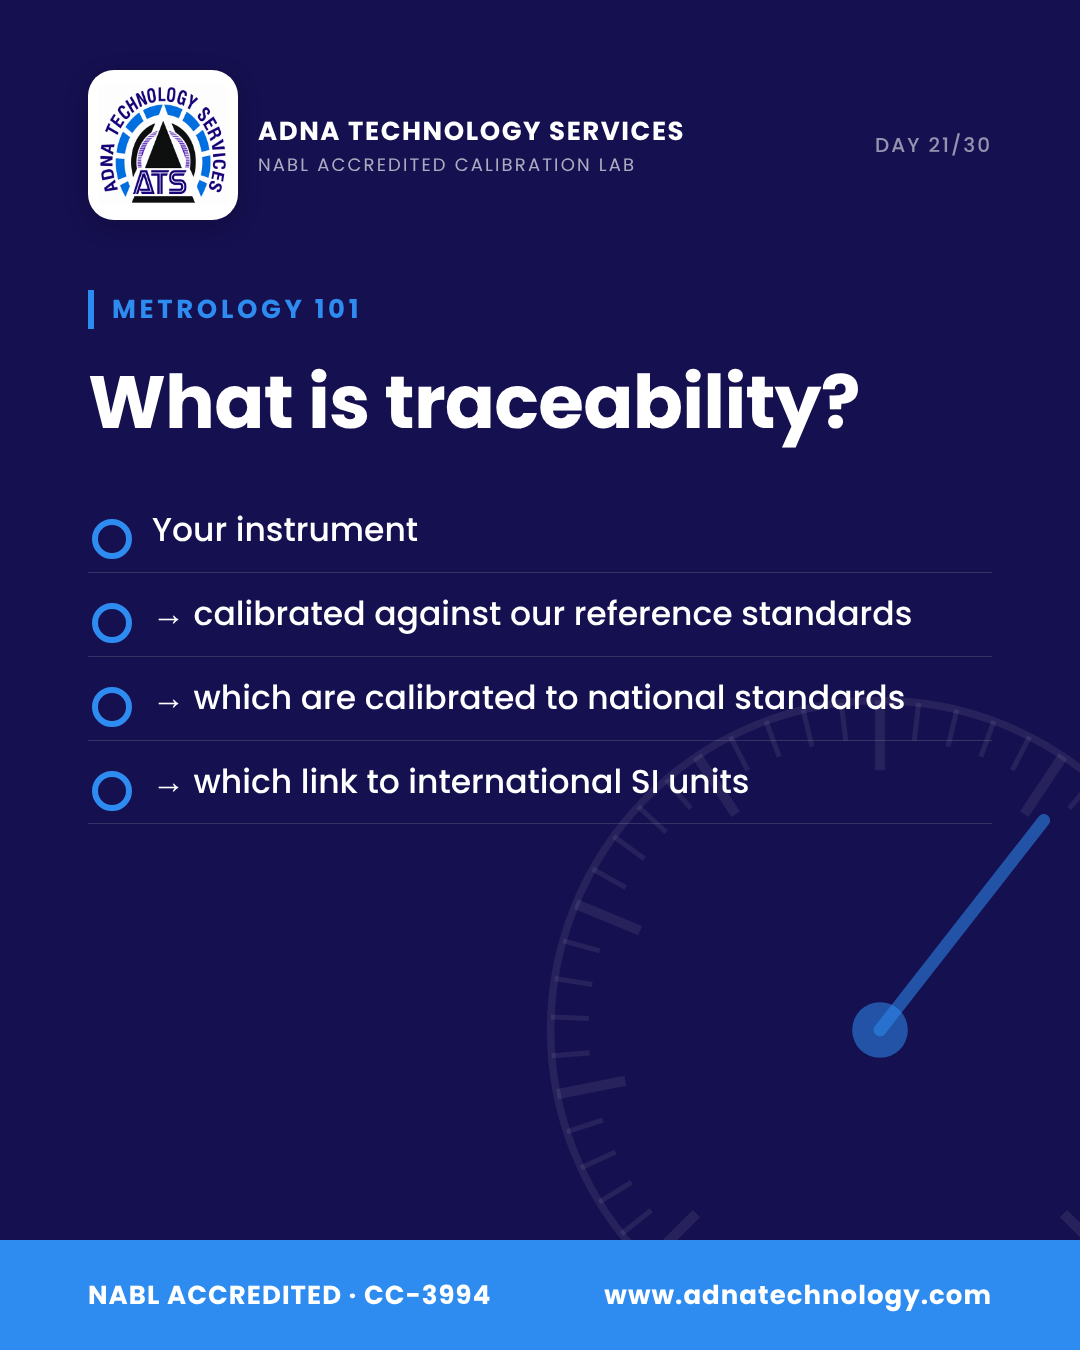 ADNA TECHNOLOGY SERVICES
ATS
ADNA TECHNOLOGY SERVICES
NABL ACCREDITED CALIBRATION LAB
DAY 21/30
METROLOGY 101
What is traceability?
Your instrument
→ calibrated against our reference standards
→ which are calibrated to national standards
→ which link to international SI units
NABL ACCREDITED · CC-3994
www.adnatechnology.com